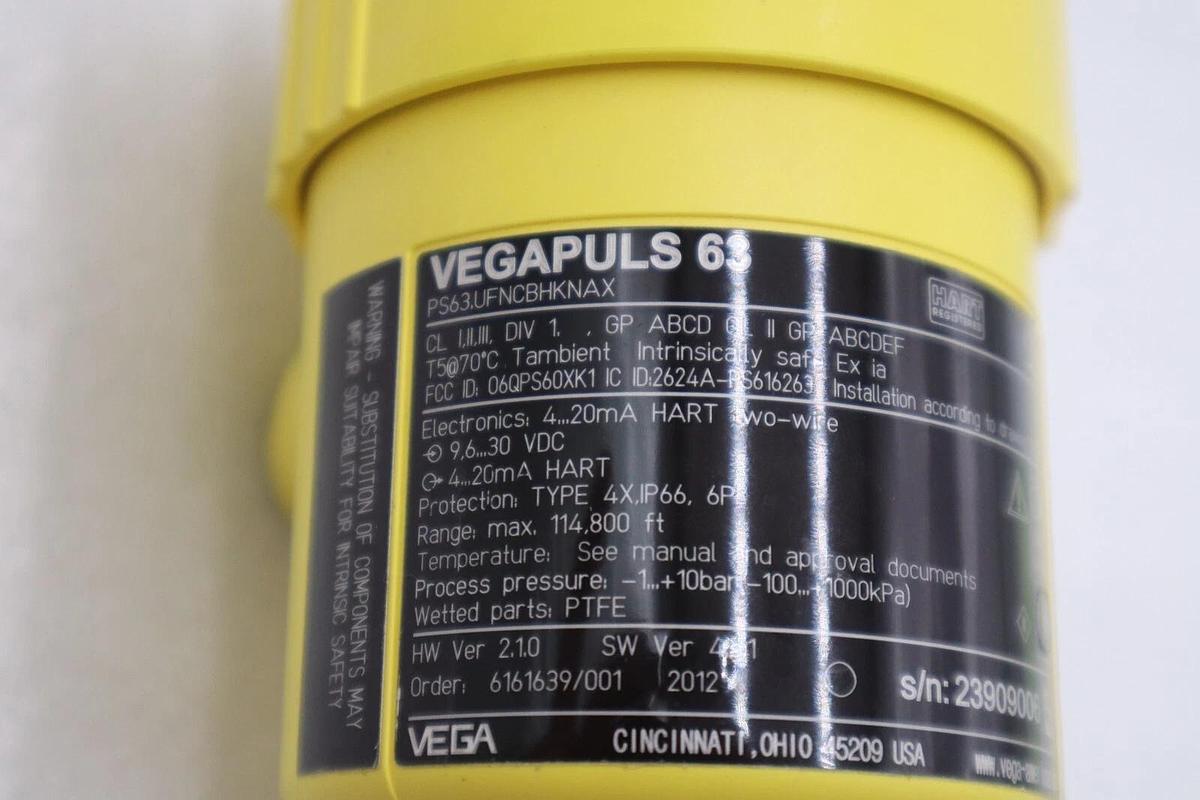 WARNING - SUBSTITUTION OF COMPONENTS MAY
IMPAIR SUITABILITY FOR INTRINSIC SAFETY
VEGAPULS 63
PS63.UFNCBHKNAX
HART
REGISTERED
CL I,II,III, DIV 1, , GP ABCD CL II GP ABCDEF
T5@70°C Tambient Intrinsically safe Ex ia
FCC ID: O6QPS60XK1 IC ID:2624A-PS61626 Installation according to
Electronics: 4...20mA HART two-wire
9,6...30 VDC
4...20mA HART
Protection: TYPE 4X,IP66, 6P
Range: max. 114,800 ft
Temperature: See manual and approval documents
Process pressure: -1...+10bar -100...+1000kPa)
Wetted parts: PTFE
HW Ver 2.1.0 SW Ver
Order: 6161639/001 2012 s/n: 23909006
VEGA CINCINNATI,OHIO 45209 USA